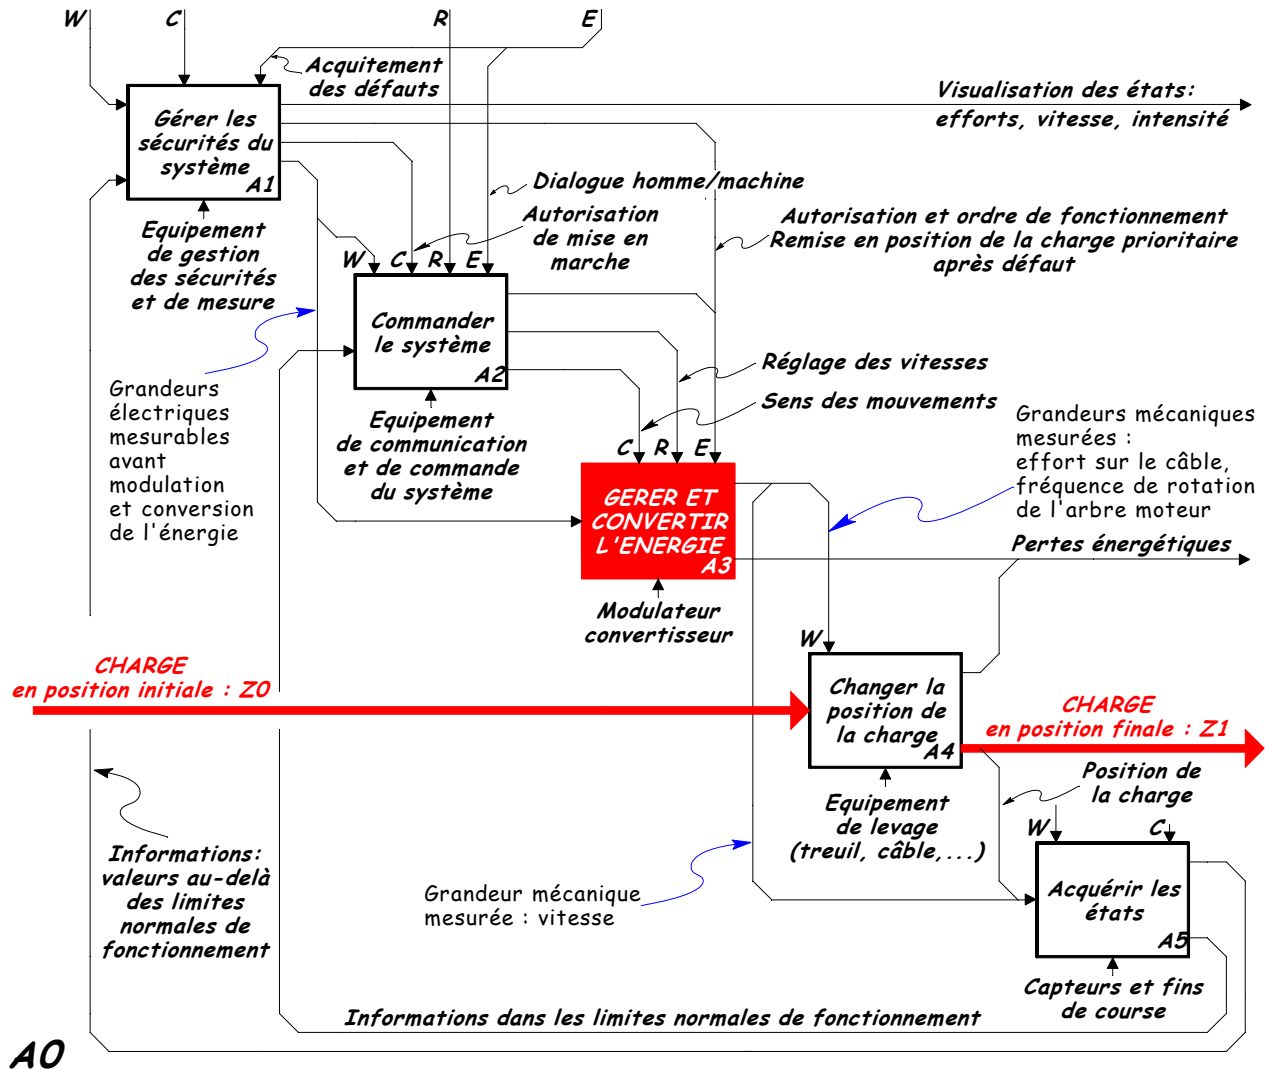 W
C
R
E
Acquitement
des défauts
Gérer les
sécurités du
système
A1
Visualisation des états:
efforts, vitesse, intensité
Dialogue homme/machine
Autorisation
de mise en
marche
Autorisation et ordre de fonctionnement
Remise en position de la charge prioritaire
après défaut
Equipement
de gestion
des sécurités
et de mesure
W
C
R
E
Commander
le système
A2
Grandeurs
électriques
mesurables
avant
modulation
et conversion
de l'énergie
Equipement
de communication
et de commande
du système
Réglage des vitesses
Sens des mouvements
Grandeurs mécaniques
mesurées :
effort sur le câble,
fréquence de rotation
de l'arbre moteur
C
R
E
GERER ET
CONVERTIR
L'ENERGIE
A3
Pertes énergétiques
Modulateur
convertisseur
W
CHARGE
en position initiale : Z0
Changer la
position de
la charge
A4
CHARGE
en position finale : Z1
Equipement
de levage
(treuil, câble,...)
Position de
la charge
W
C
Acquérir les
états
A5
Informations:
valeurs au-delà
des limites
normales de
fonctionnement
Grandeur mécanique
mesurée : vitesse
Capteurs et fins
de course
Informations dans les limites normales de fonctionnement
A0